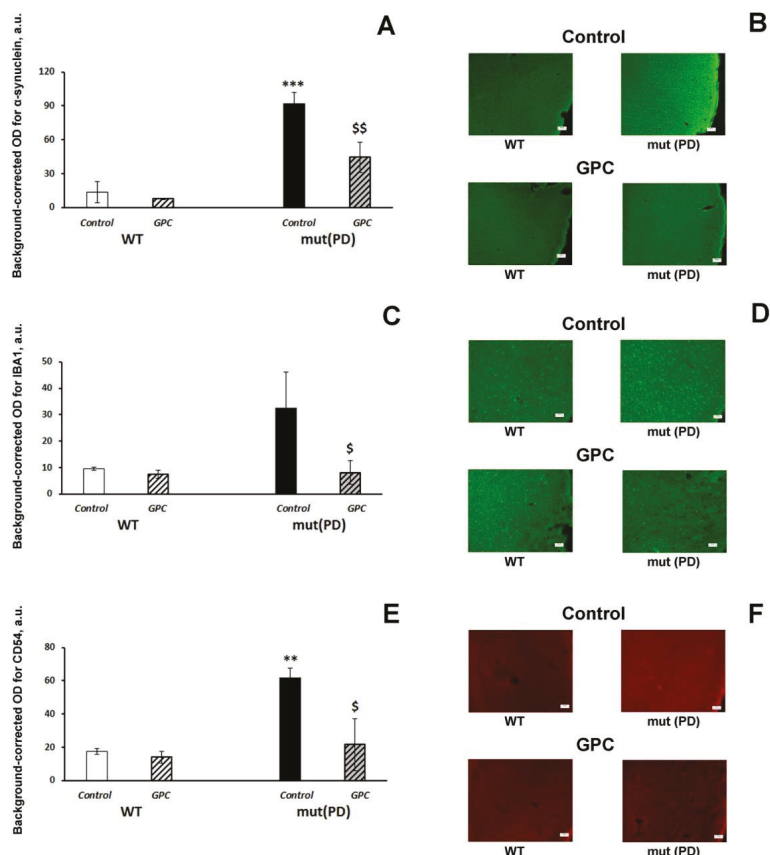 A
Background-corrected OD for α-synuclein, a.u.
120
90
60
30
0
***
$$
Control
GPC
Control
GPC
WT
mut(PD)
B
Control
WT
mut (PD)
GPC
WT
mut (PD)
C
Background-corrected OD for IBA1, a.u.
50
40
30
20
10
0
$
Control
GPC
Control
GPC
WT
mut(PD)
D
Control
WT
mut (PD)
GPC
WT
mut (PD)
E
Background-corrected OD for CD54, a.u.
80
60
40
20
0
**
$
Control
GPC
Control
GPC
WT
mut(PD)
F
Control
WT
mut (PD)
GPC
WT
mut (PD)